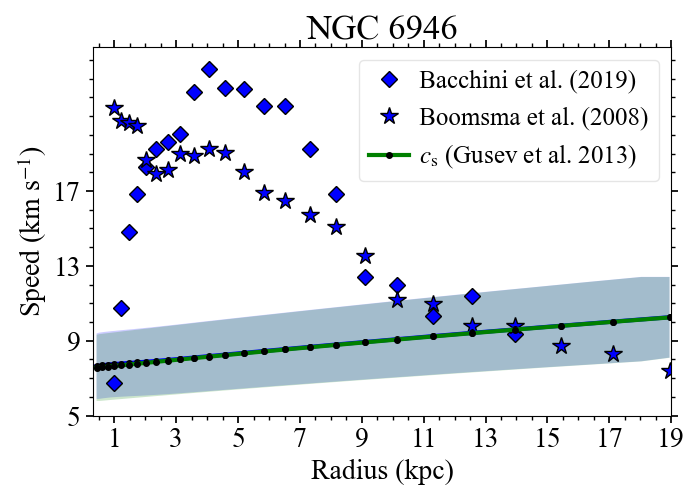 NGC 6946
Bacchini et al. (2019)
Boomsma et al. (2008)
cₛ (Gusev et al. 2013)
Speed (km s⁻¹)
17
13
9
5
1 3 5 7 9 11 13 15 17 19
Radius (kpc)